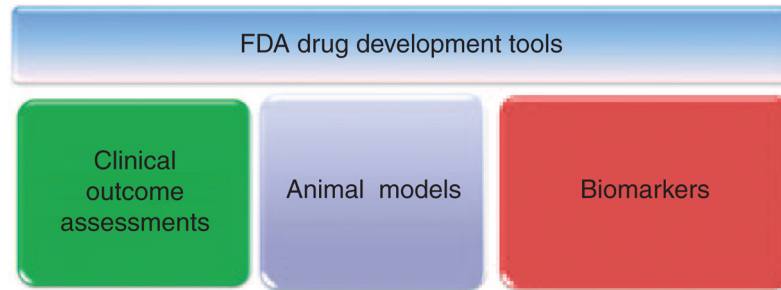 FDA drug development tools
Clinical
outcome
assessments
Animal models
Biomarkers